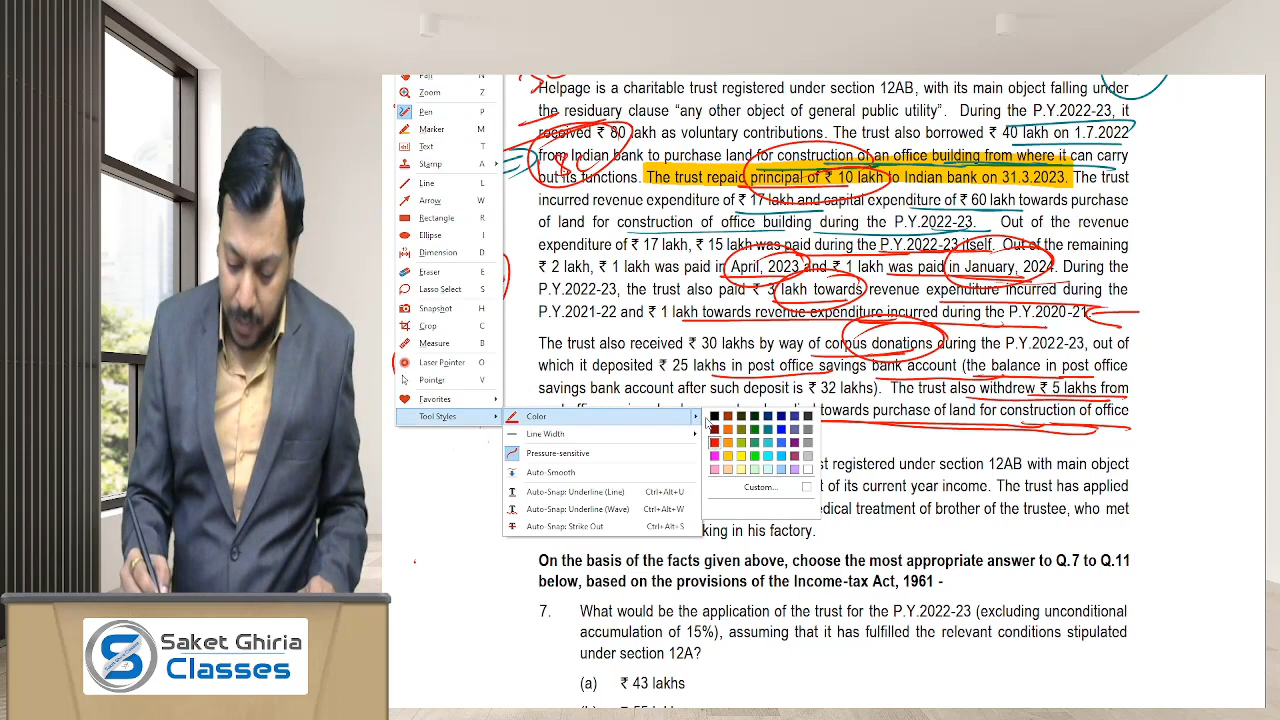 Pan N
Zoom Z
Pen P
Marker M
Text T
Stamp A
Line L
Arrow W
Rectangle R
Ellipse I
Dimension D
Eraser E
Lasso Select S
Snapshot H
Crop C
Measure B
Laser Pointer O
Pointer V
Favorites
Tool Styles
Color
Line Width
Pressure-sensitive
Auto-Smooth
Auto-Snap: Underline (Line) Ctrl+Alt+U
Auto-Snap: Underline (Wave) Ctrl+Alt+W
Auto-Snap: Strike Out Ctrl+Alt+S
Custom...
Helpage is a charitable trust registered under section 12AB, with its main object falling under
the residuary clause “any other object of general public utility”. During the P.Y.2022-23, it
received ₹ 80 lakh as voluntary contributions. The trust also borrowed ₹ 40 lakh on 1.7.2022
from Indian bank to purchase land for construction of an office building from where it can carry
out its functions. The trust repaid principal of ₹ 10 lakh to Indian bank on 31.3.2023. The trust
incurred revenue expenditure of ₹ 17 lakh and capital expenditure of ₹ 60 lakh towards purchase
of land for construction of office building during the P.Y.2022-23. Out of the revenue
expenditure of ₹ 17 lakh, ₹ 15 lakh was paid during the P.Y.2022-23 itself. Out of the remaining
₹ 2 lakh, ₹ 1 lakh was paid in April, 2023 and ₹ 1 lakh was paid in January, 2024. During the
P.Y.2022-23, the trust also paid ₹ 3 lakh towards revenue expenditure incurred during the
P.Y.2021-22 and ₹ 1 lakh towards revenue expenditure incurred during the P.Y.2020-21.
The trust also received ₹ 30 lakhs by way of corpus donations during the P.Y.2022-23, out of
which it deposited ₹ 25 lakhs in post office savings bank account (the balance in post office
savings bank account after such deposit is ₹ 32 lakhs). The trust also withdrew ₹ 5 lakhs from
towards purchase of land for construction of office
st registered under section 12AB with main object
t of its current year income. The trust has applied
edical treatment of brother of the trustee, who met
king in his factory.
On the basis of the facts given above, choose the most appropriate answer to Q.7 to Q.11
below, based on the provisions of the Income-tax Act, 1961 -
7. What would be the application of the trust for the P.Y.2022-23 (excluding unconditional
accumulation of 15%), assuming that it has fulfilled the relevant conditions stipulated
under section 12A?
(a) ₹ 43 lakhs
Saket Ghiria
Classes